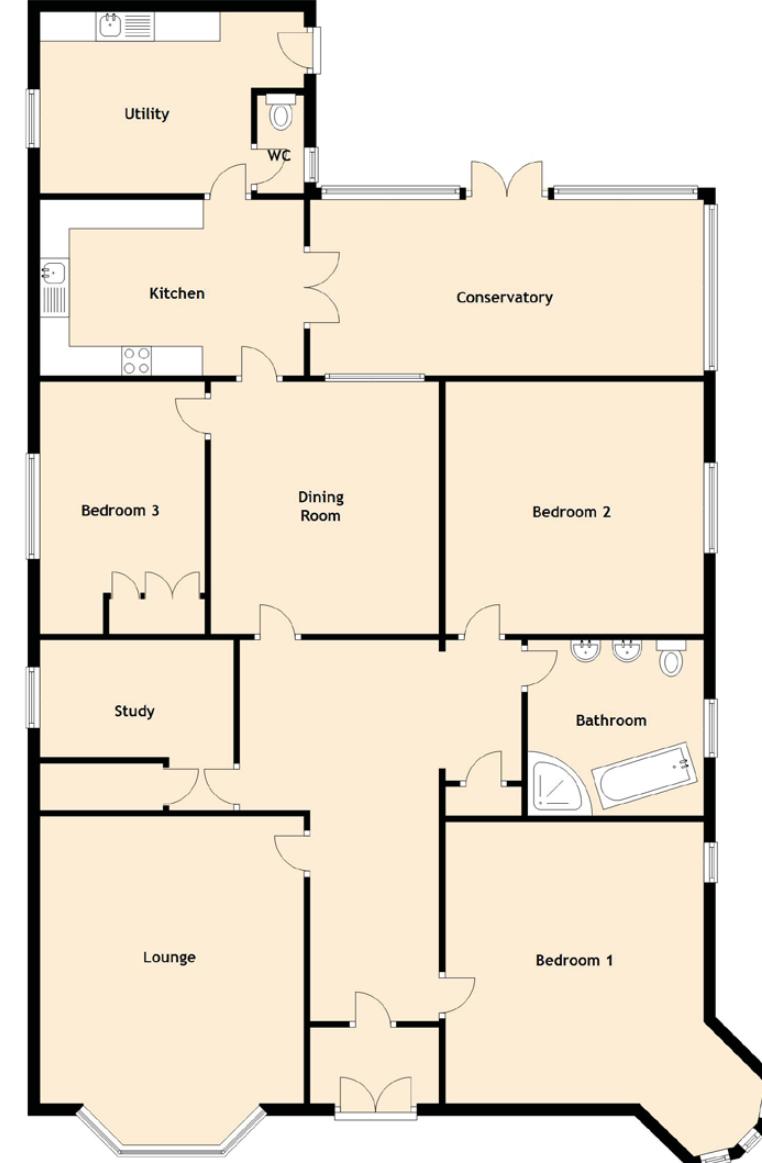 Utility
WC
Kitchen
Conservatory
Bedroom 3
Dining
Room
Bedroom 2
Study
Bathroom
Lounge
Bedroom 1